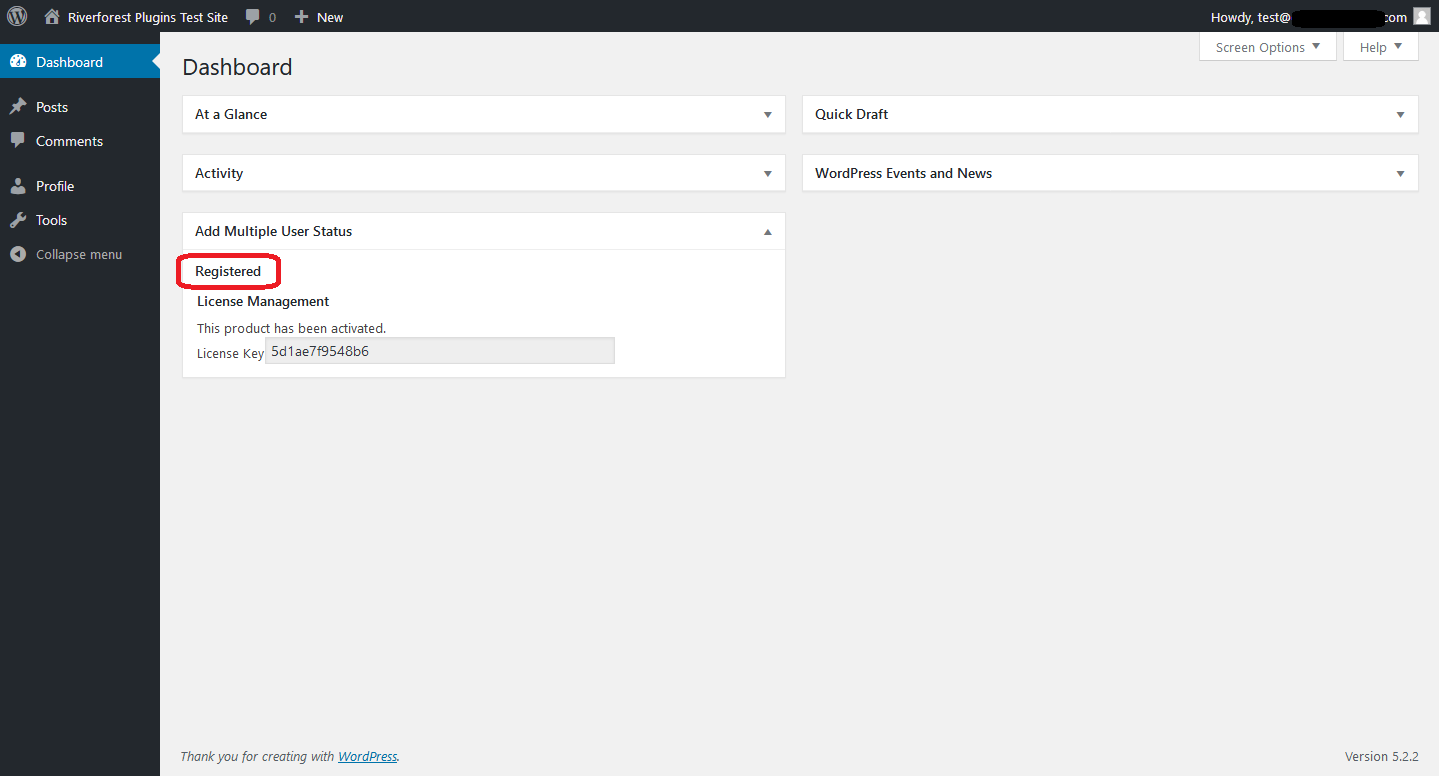 Riverforest Plugins Test Site 0 New Howdy, test@ com
Screen Options Help
Dashboard
Posts
Comments
Profile
Tools
Collapse menu
Dashboard
At a Glance
Quick Draft
Activity
WordPress Events and News
Add Multiple User Status
Registered
License Management
This product has been activated.
License Key 5d1ae7f9548b6
Thank you for creating with WordPress.
Version 5.2.2